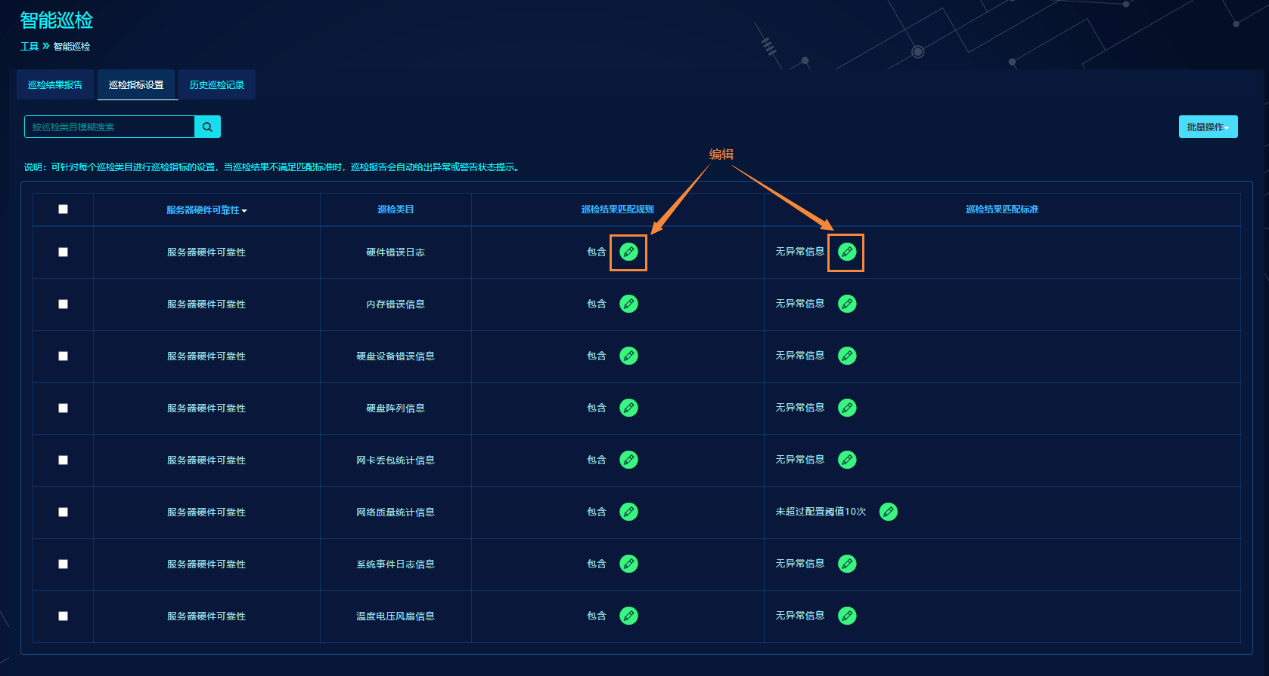 智能巡检
工具 » 智能巡检
巡检结果报告 巡检指标设置 历史巡检记录
按巡检类目模糊搜索 批量操作
编辑
说明：可针对每个巡检类目进行巡检指标的设置，当巡检结果不满足匹配标准时，巡检报告会自动给出异常或警告状态提示。
服务器硬件可靠性 巡检类目 巡检结果匹配规则 巡检结果匹配标准
服务器硬件可靠性 硬件错误日志 包含 无异常信息
服务器硬件可靠性 内存错误信息 包含 无异常信息
服务器硬件可靠性 硬盘设备错误信息 包含 无异常信息
服务器硬件可靠性 硬盘阵列信息 包含 无异常信息
服务器硬件可靠性 网卡丢包统计信息 包含 无异常信息
服务器硬件可靠性 网络质量统计信息 包含 未超过配置阈值10次
服务器硬件可靠性 系统事件日志信息 包含 无异常信息
服务器硬件可靠性 温度电压风扇信息 包含 无异常信息